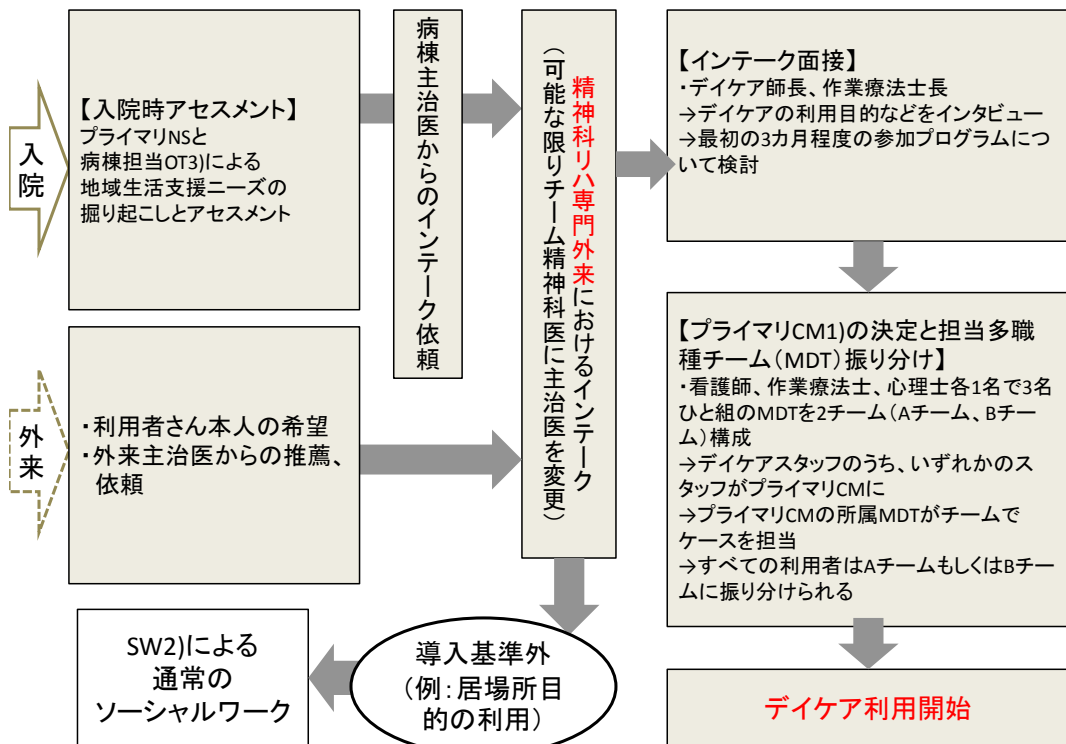 入院
【入院時アセスメント】
プライマリNSと
病棟担当OT3)による
地域生活支援ニーズの
掘り起こしとアセスメント
病棟主治医からのインテーク依頼
外来
・利用者さん本人の希望
・外来主治医からの推薦、
依頼
精神科リハ専門外来におけるインテーク
（可能な限りチーム精神科医に主治医を変更）
導入基準外
（例：居場所目
的の利用）
SW2)による
通常の
ソーシャルワーク
【インテーク面接】
・デイケア師長、作業療法士長
→デイケアの利用目的などをインタビュー
→最初の3カ月程度の参加プログラムにつ
いて検討
【プライマリCM1)の決定と担当多職
種チーム（MDT）振り分け】
・看護師、作業療法士、心理士各1名で3名
ひと組のMDTを2チーム（Aチーム、Bチー
ム）構成
→デイケアスタッフのうち、いずれかのス
タッフがプライマリCMに
→プライマリCMの所属MDTがチームで
ケースを担当
→すべての利用者はAチームもしくはBチー
ムに振り分けられる
デイケア利用開始